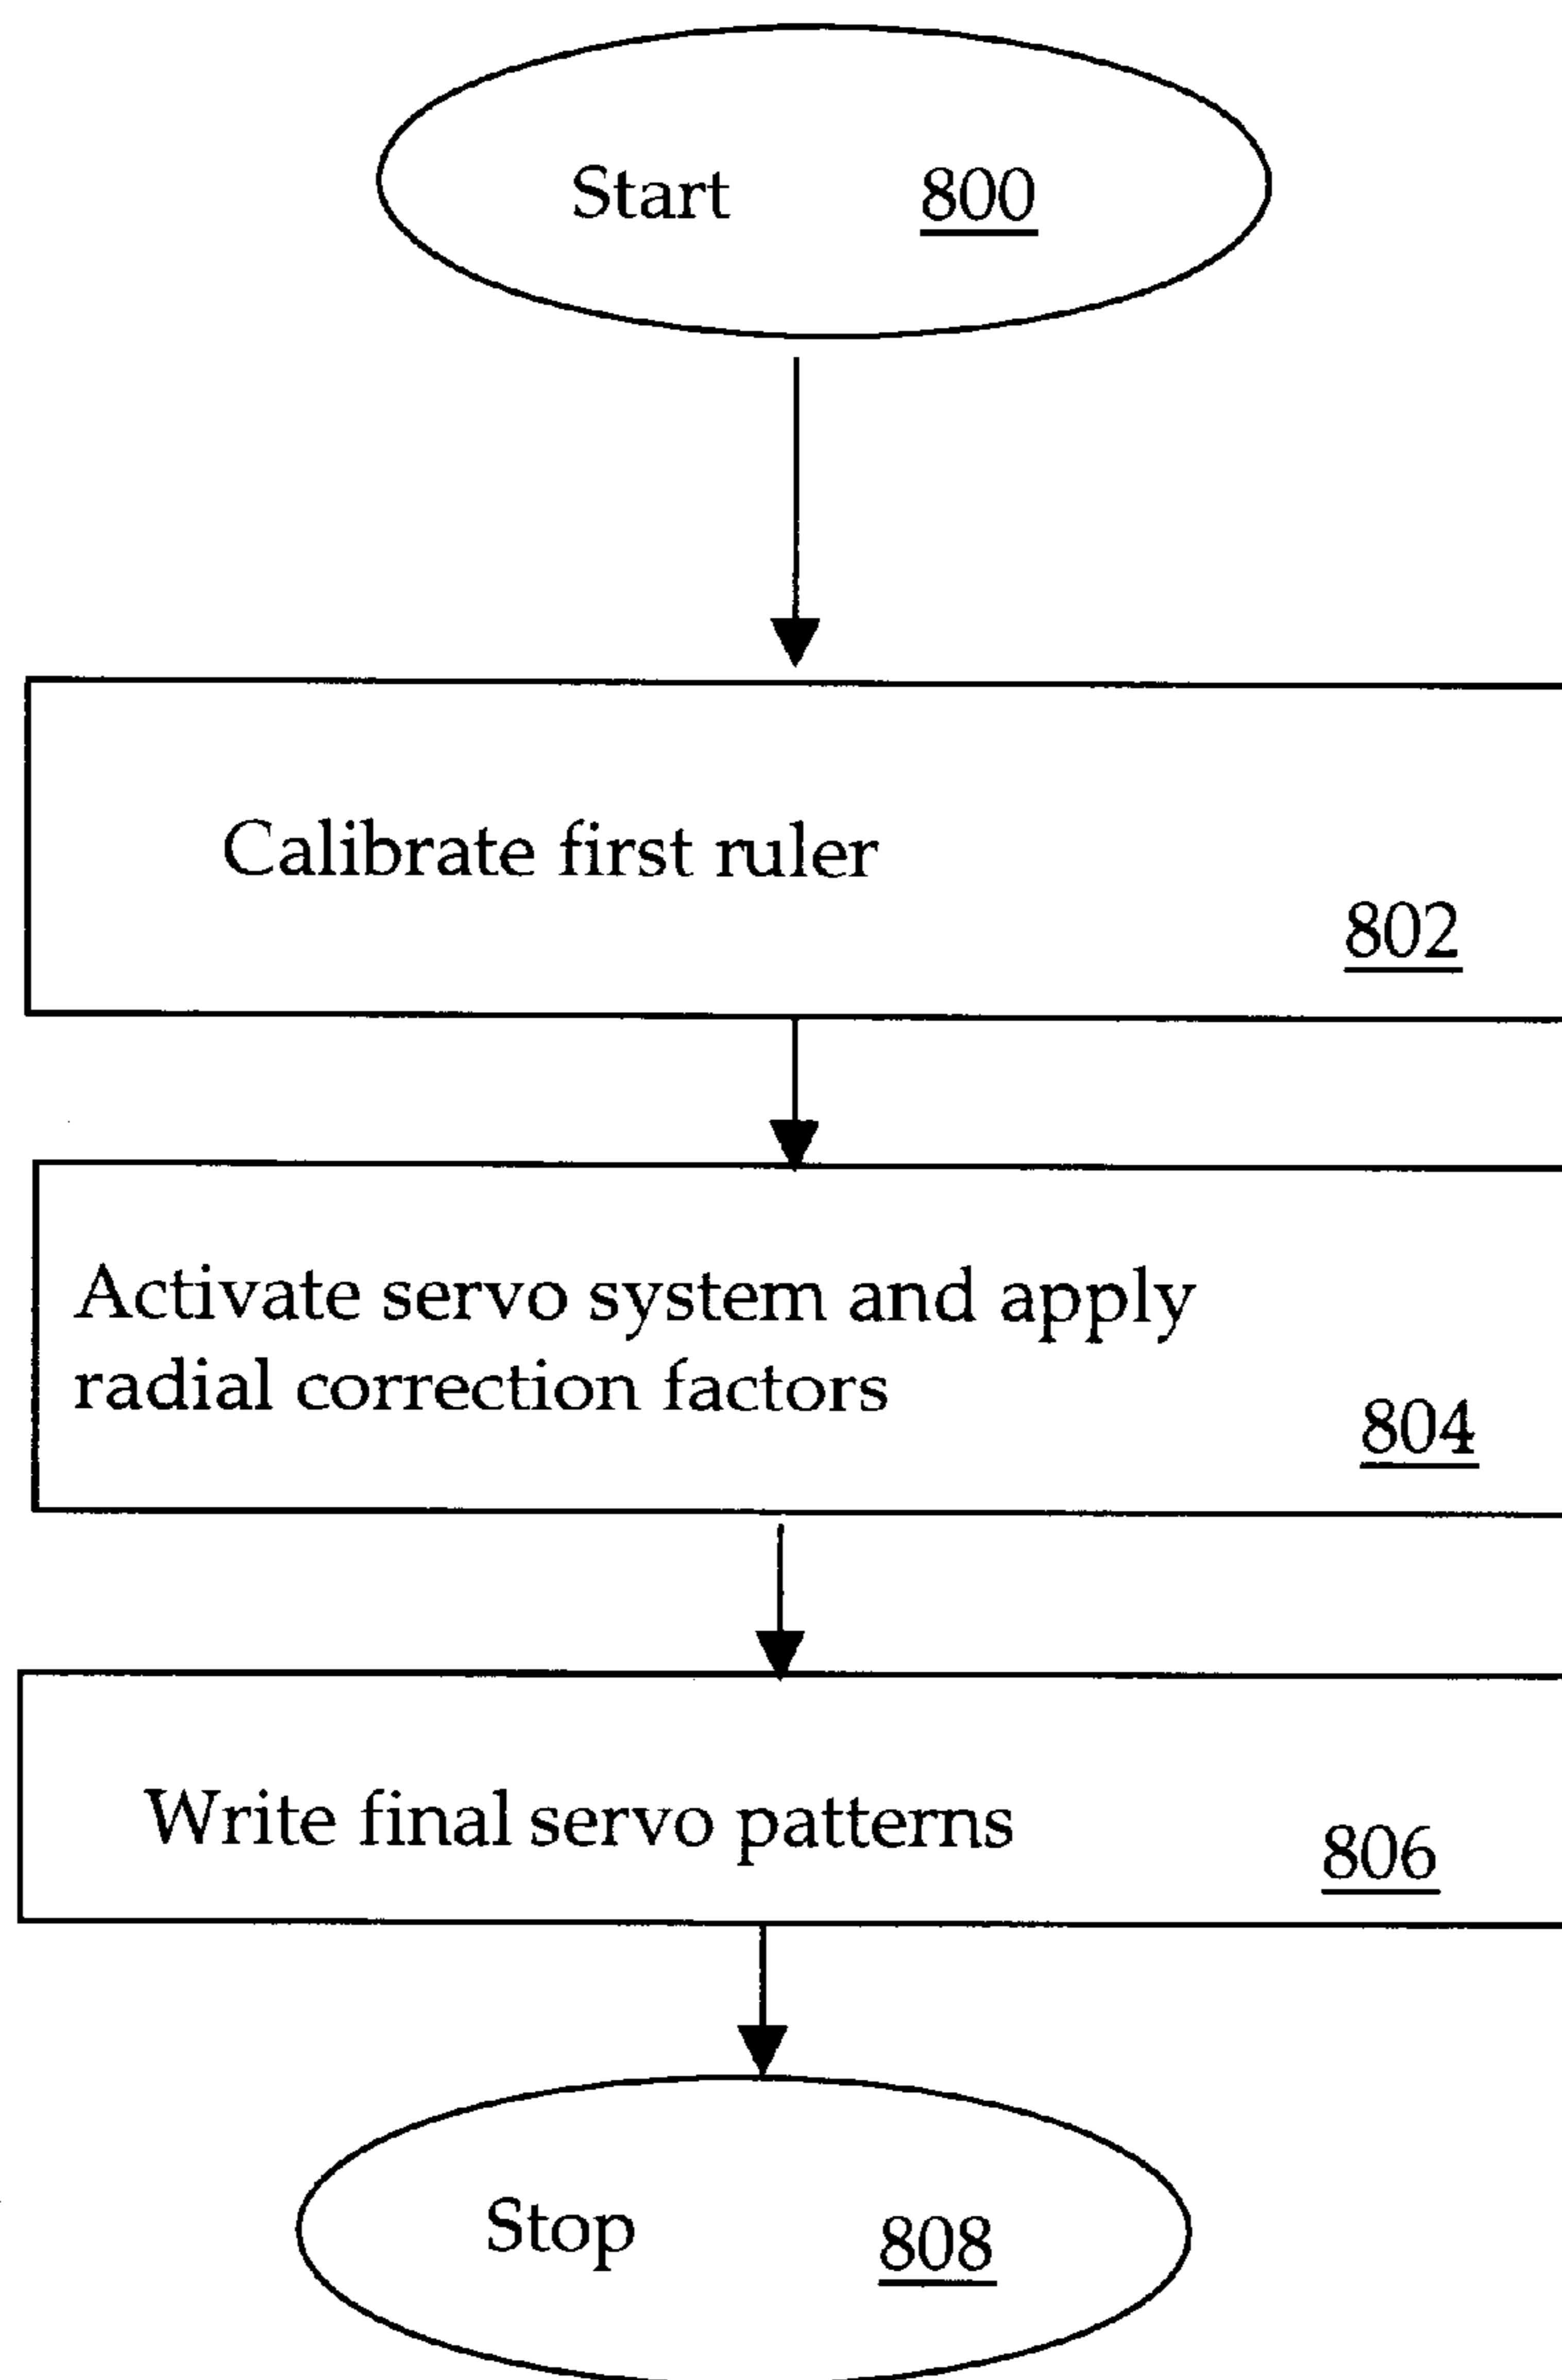 Start 800
Calibrate first ruler
802
Activate servo system and apply
radial correction factors
804
Write final servo patterns
806
Stop 808